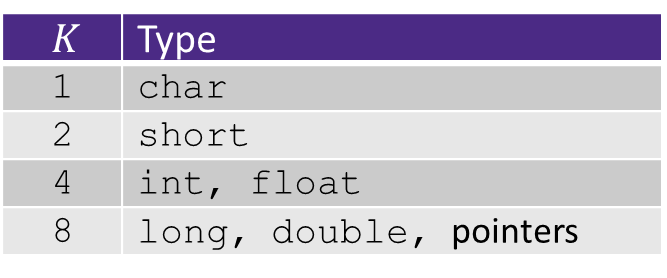 K Type
1 char
2 short
4 int, float
8 long, double, pointers